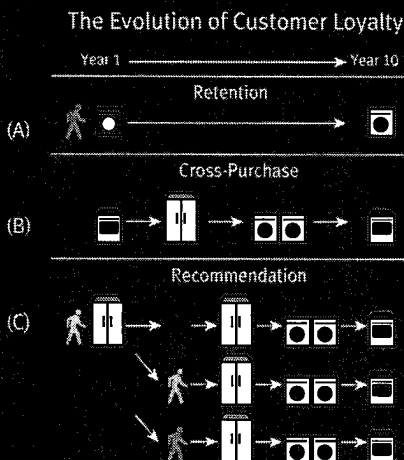 The Evolution of Customer Loyalty
Year 1
Year 10
Retention
(A)
Cross-Purchase
(B)
Recommendation
(C)